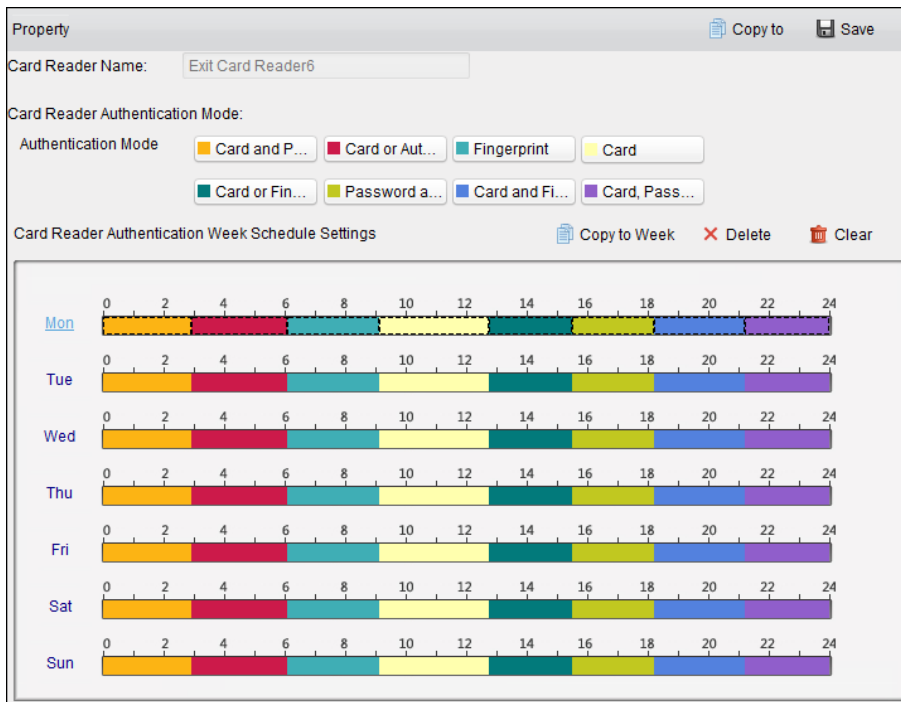 Property Copy to Save
Card Reader Name: Exit Card Reader6
Card Reader Authentication Mode:
Authentication Mode Card and P... Card or Aut... Fingerprint Card
Card or Fin... Password a... Card and Fi... Card, Pass...
Card Reader Authentication Week Schedule Settings Copy to Week Delete Clear
0 2 4 6 8 10 12 14 16 18 20 22 24
Mon
0 2 4 6 8 10 12 14 16 18 20 22 24
Tue
0 2 4 6 8 10 12 14 16 18 20 22 24
Wed
0 2 4 6 8 10 12 14 16 18 20 22 24
Thu
0 2 4 6 8 10 12 14 16 18 20 22 24
Fri
0 2 4 6 8 10 12 14 16 18 20 22 24
Sat
0 2 4 6 8 10 12 14 16 18 20 22 24
Sun